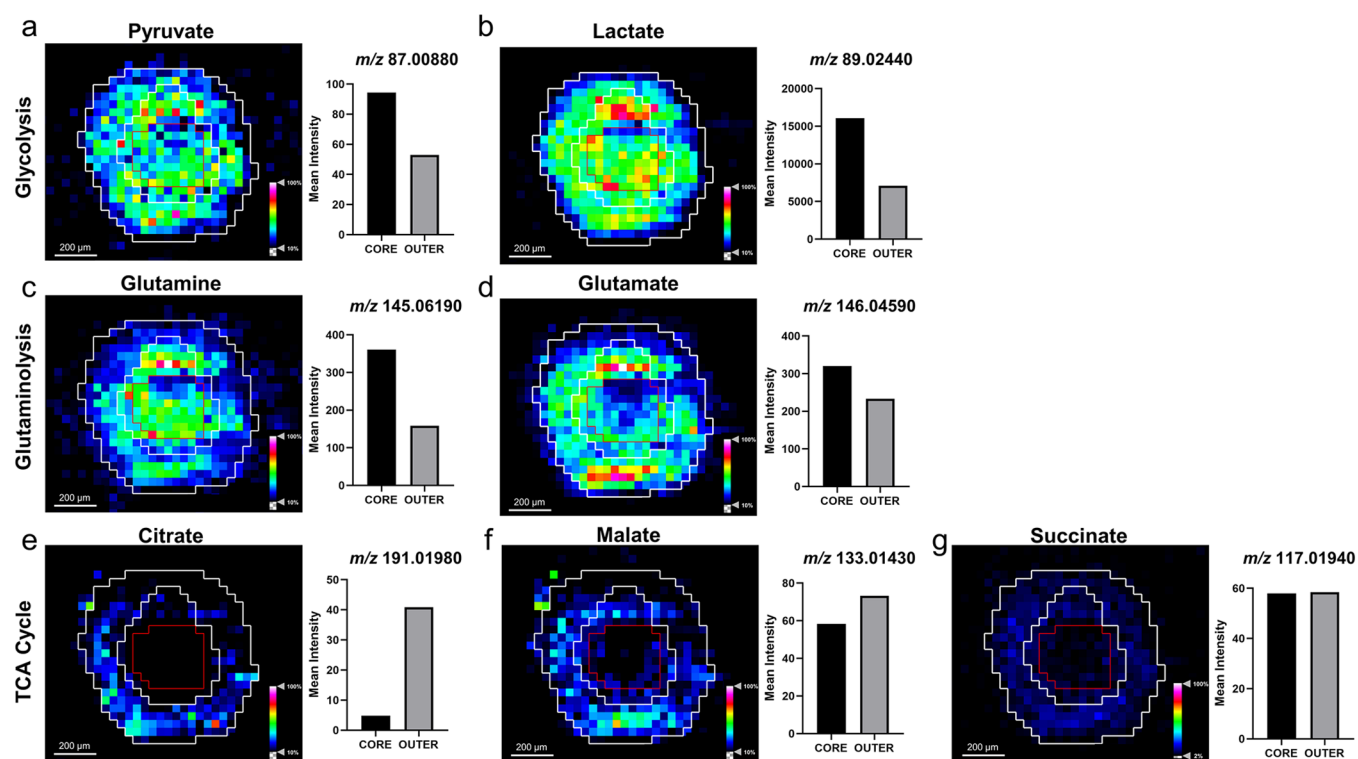 a
Pyruvate
Glycolysis
m/z 87.00880
Mean Intensity
100
80
60
40
20
0
CORE OUTER
100%
10%
200 µm
b
Lactate
m/z 89.02440
Mean Intensity
20000
15000
10000
5000
0
CORE OUTER
100%
10%
200 µm
c
Glutamine
Glutaminolysis
m/z 145.06190
Mean Intensity
400
300
200
100
0
CORE OUTER
100%
10%
200 µm
d
Glutamate
m/z 146.04590
Mean Intensity
400
300
200
100
0
CORE OUTER
100%
10%
200 µm
e
Citrate
TCA Cycle
m/z 191.01980
Mean Intensity
50
40
30
20
10
0
CORE OUTER
100%
10%
200 µm
f
Malate
m/z 133.01430
Mean Intensity
80
60
40
20
0
CORE OUTER
100%
10%
200 µm
g
Succinate
m/z 117.01940
Mean Intensity
60
40
20
0
CORE OUTER
100%
2%
200 µm